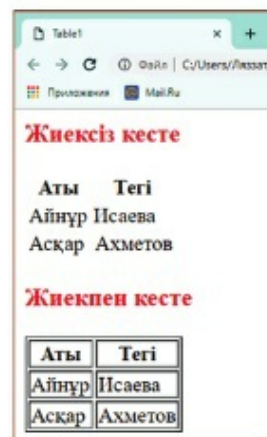 Table1
Файл | C:/Users/Ляззат
Приложения Mail.Ru
Жиексіз кесте
Аты Тегі
Айнұр Исаева
Асқар Ахметов
Жиекпен кесте
Аты Тегі
Айнұр Исаева
Асқар Ахметов